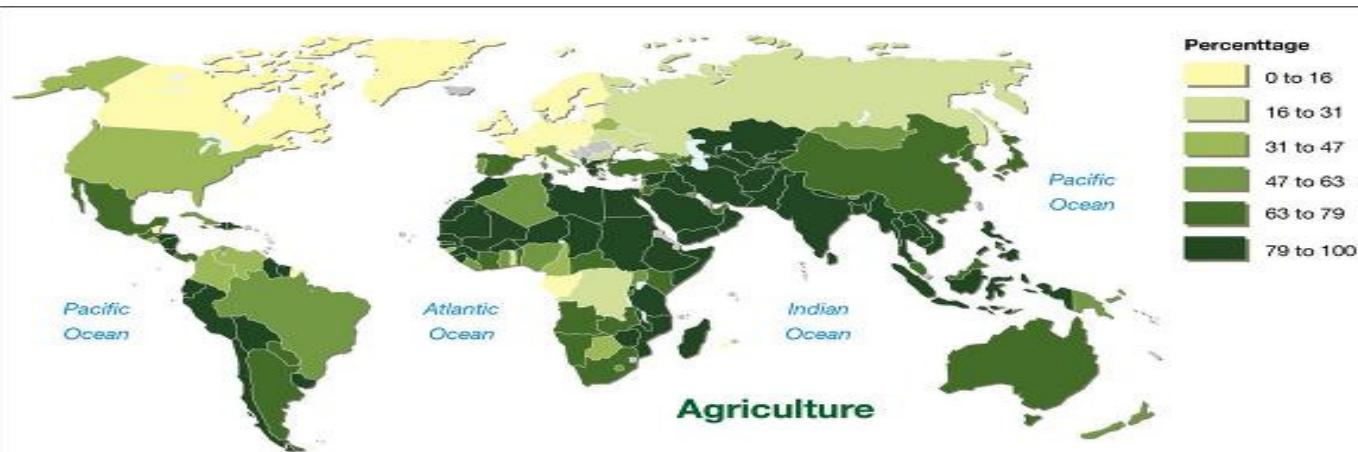 Percenttage
0 to 16
16 to 31
31 to 47
47 to 63
63 to 79
79 to 100
Pacific
Ocean
Pacific
Ocean
Atlantic
Ocean
Indian
Ocean
Agriculture